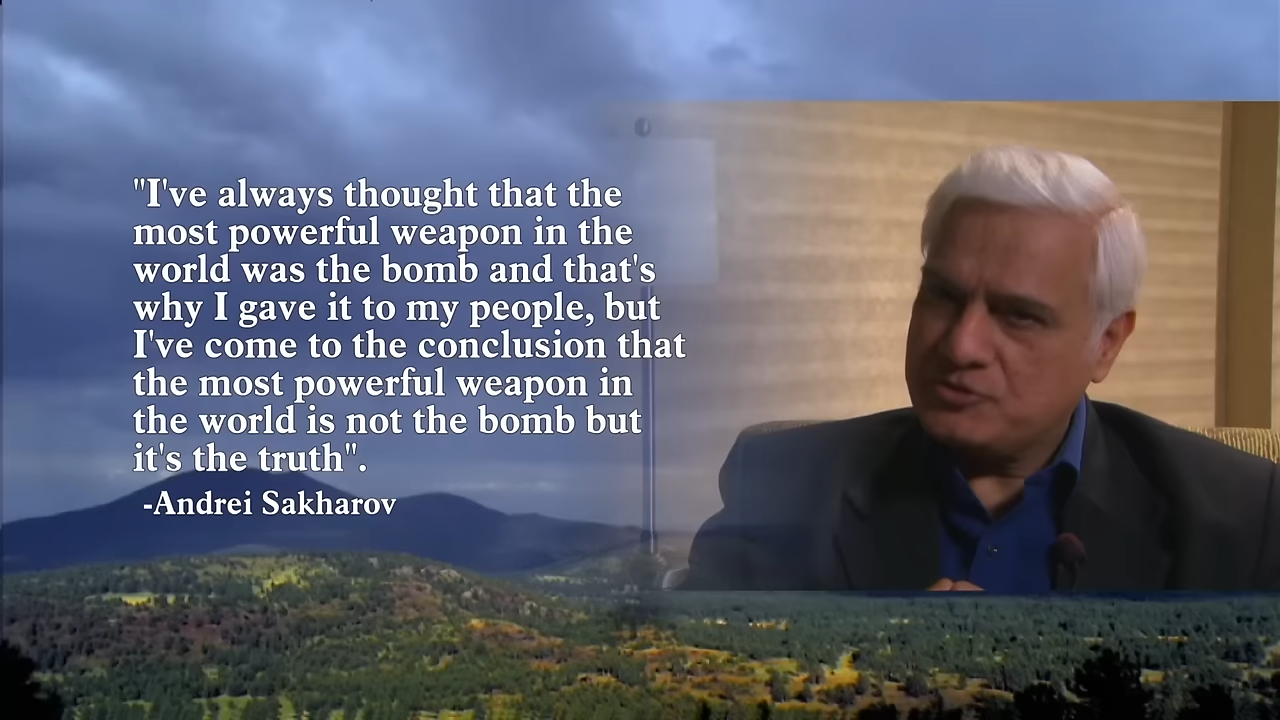 "I've always thought that the
most powerful weapon in the
world was the bomb and that's
why I gave it to my people, but
I've come to the conclusion that
the most powerful weapon in
the world is not the bomb but
it's the truth".
-Andrei Sakharov